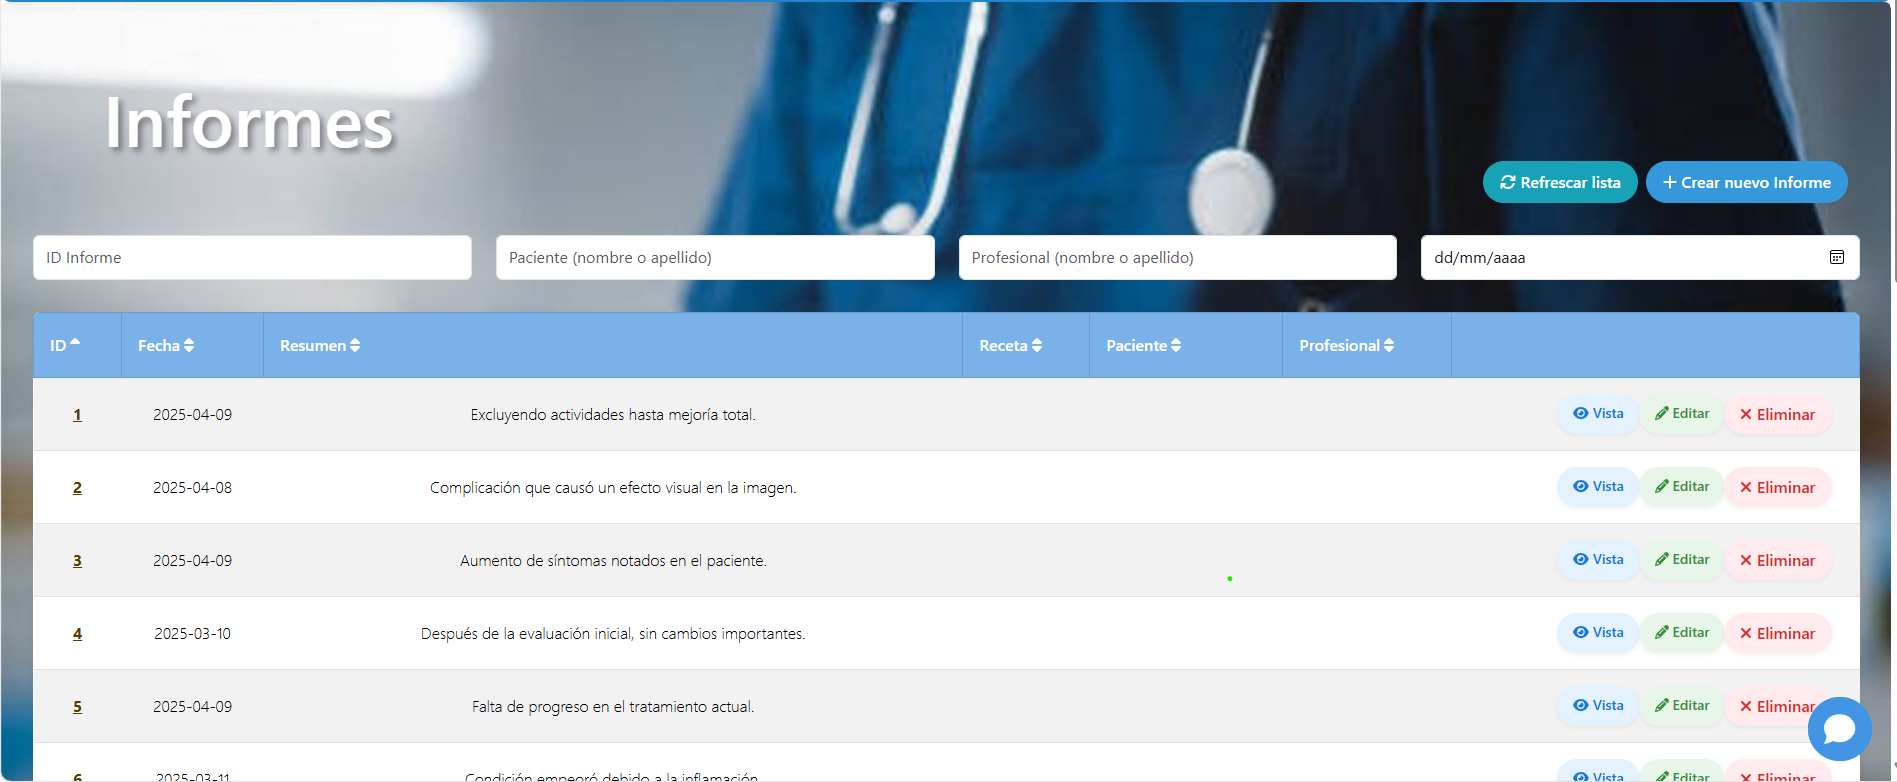 Informes
Refrescar lista
Crear nuevo Informe
ID Informe
Paciente (nombre o apellido)
Profesional (nombre o apellido)
dd/mm/aaaa
ID Fecha Resumen Receta Paciente Profesional
1 2025-04-09 Excluyendo actividades hasta mejoría total. Vista Editar Eliminar
2 2025-04-08 Complicación que causó un efecto visual en la imagen. Vista Editar Eliminar
3 2025-04-09 Aumento de síntomas notados en el paciente. Vista Editar Eliminar
4 2025-03-10 Después de la evaluación inicial, sin cambios importantes. Vista Editar Eliminar
5 2025-04-09 Falta de progreso en el tratamiento actual. Vista Editar Eliminar
6 2025-03-11 Condición empeoró debido a la inflamación. Vista Editar Eliminar